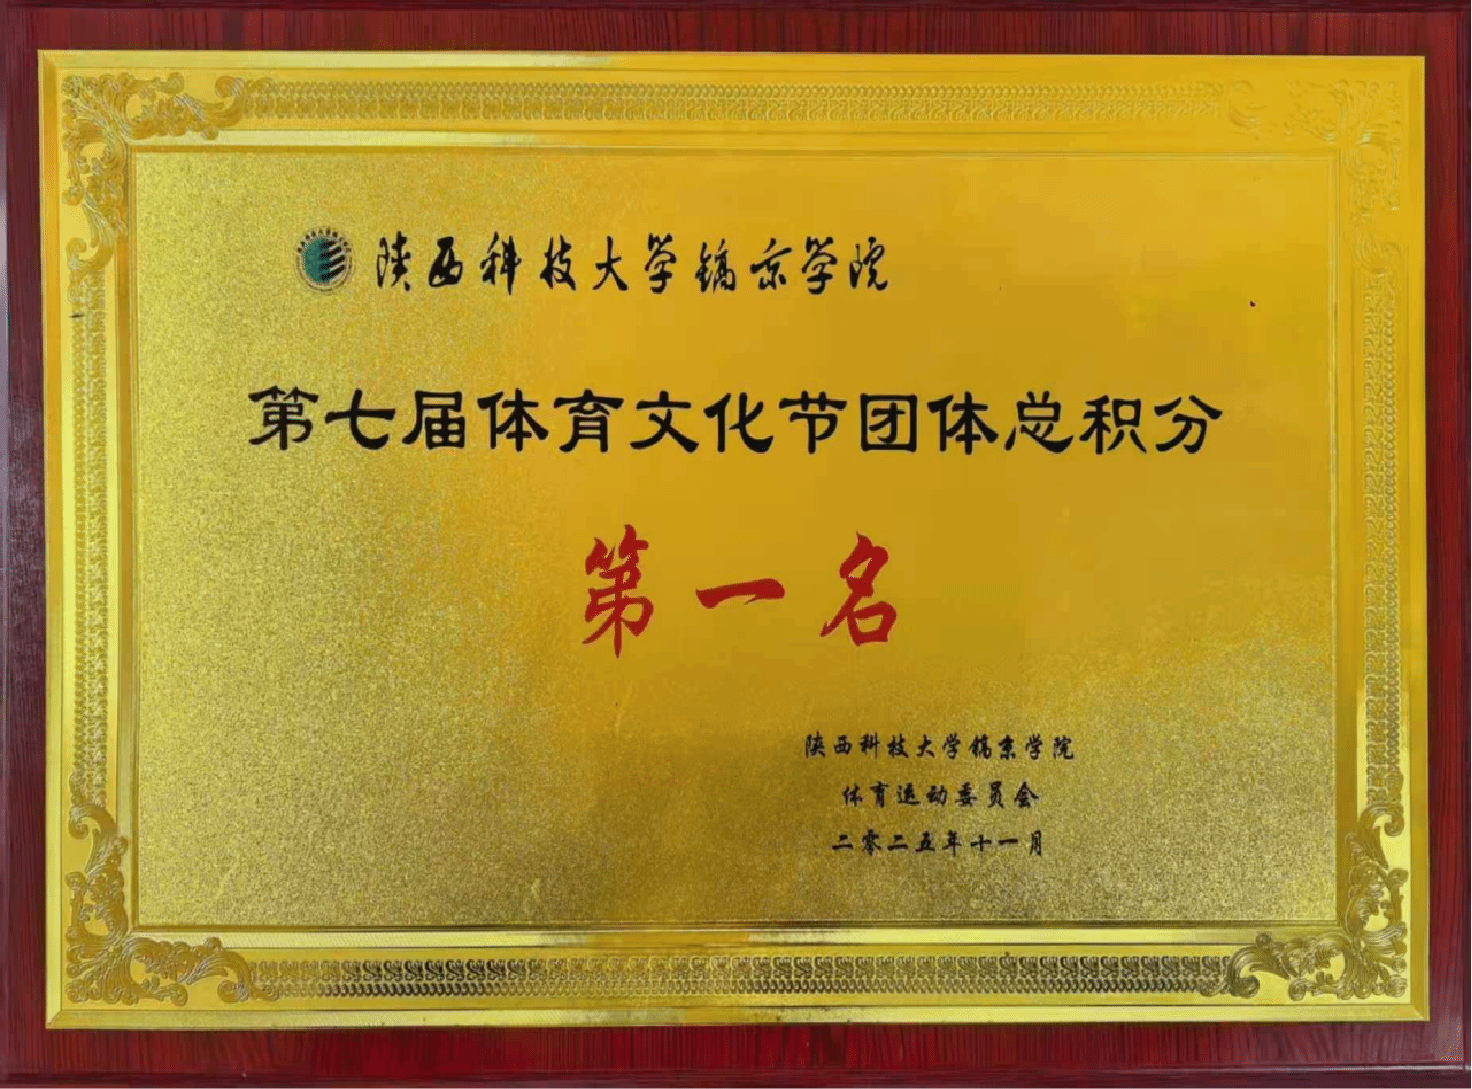 陕西科技大学镐京学院
第七届体育文化节团体总积分
第一名
陕西科技大学镐京学院
体育运动委员会
二零二五年十一月